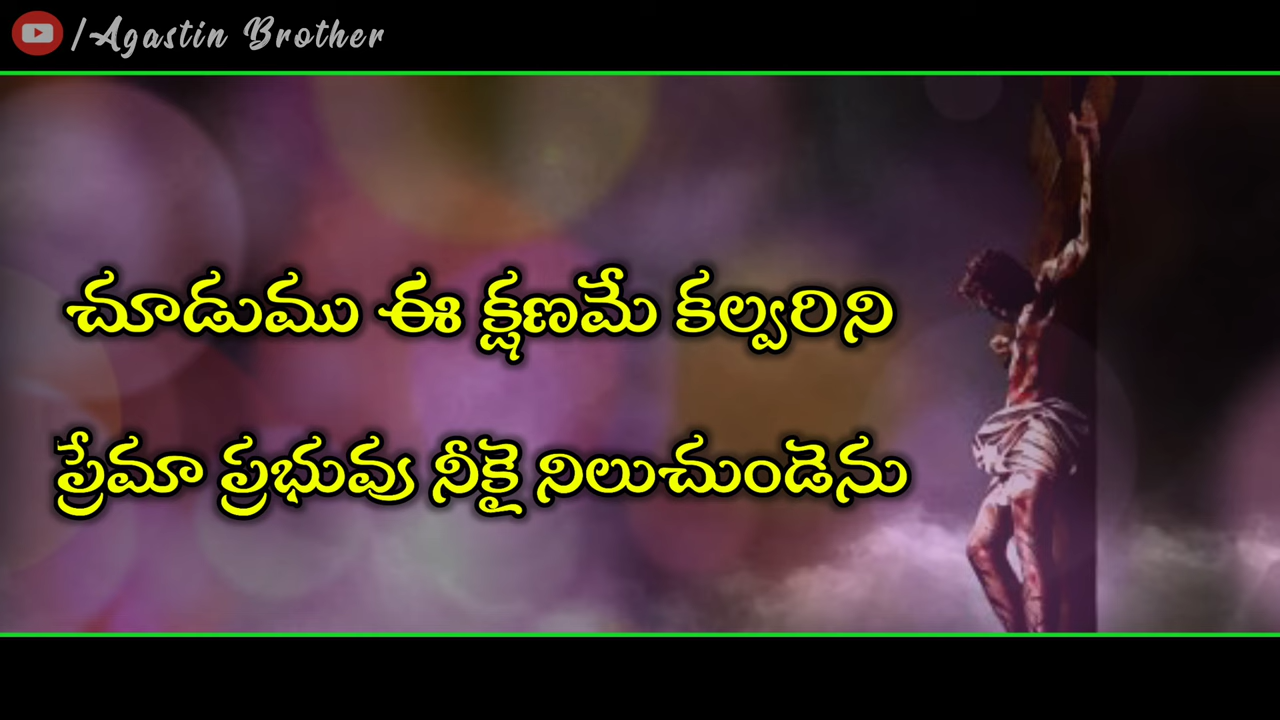 /Agastin Brother
చూడుము ఈ క్షణమే కల్వరిని
ప్రేమా ప్రభువు నీకై నిలుచుండెను